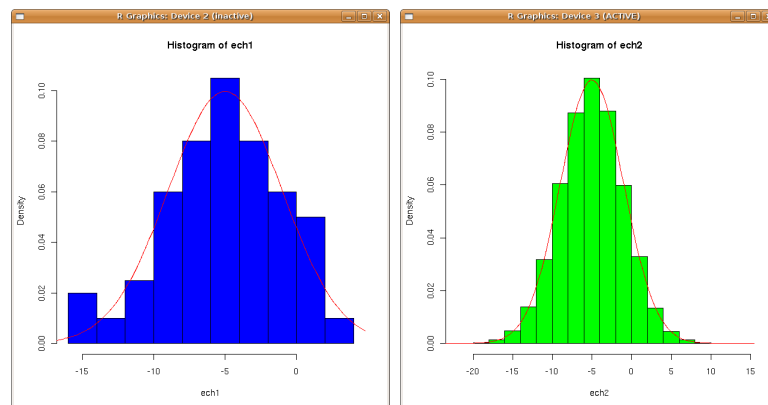 R Graphics: Device 2 (inactive)
Histogram of ech1
Density
0.10
0.08
0.06
0.04
0.02
0.00
-15 -10 -5 0
ech1
R Graphics: Device 3 (ACTIVE)
Histogram of ech2
Density
0.10
0.08
0.06
0.04
0.02
0.00
-20 -15 -10 -5 0 5 10 15
ech2